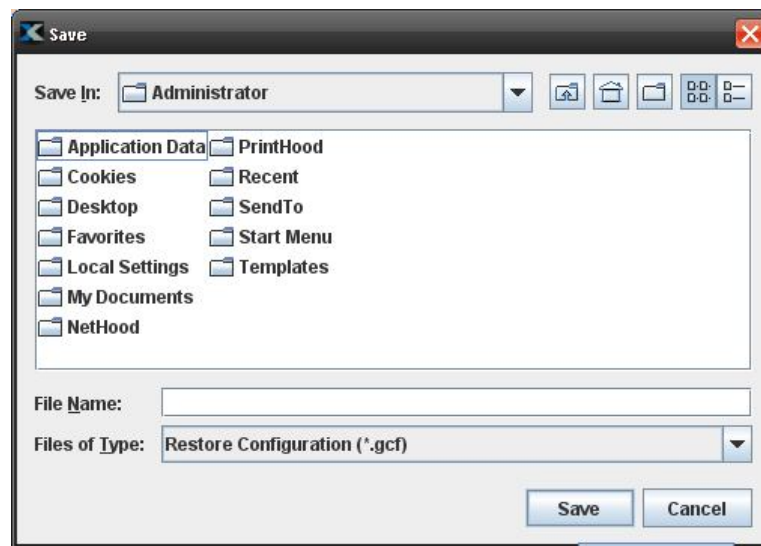 Save
Save In: Administrator
Application Data PrintHood
Cookies Recent
Desktop SendTo
Favorites Start Menu
Local Settings Templates
My Documents
NetHood
File Name:
Files of Type: Restore Configuration (*.gcf)
Save Cancel